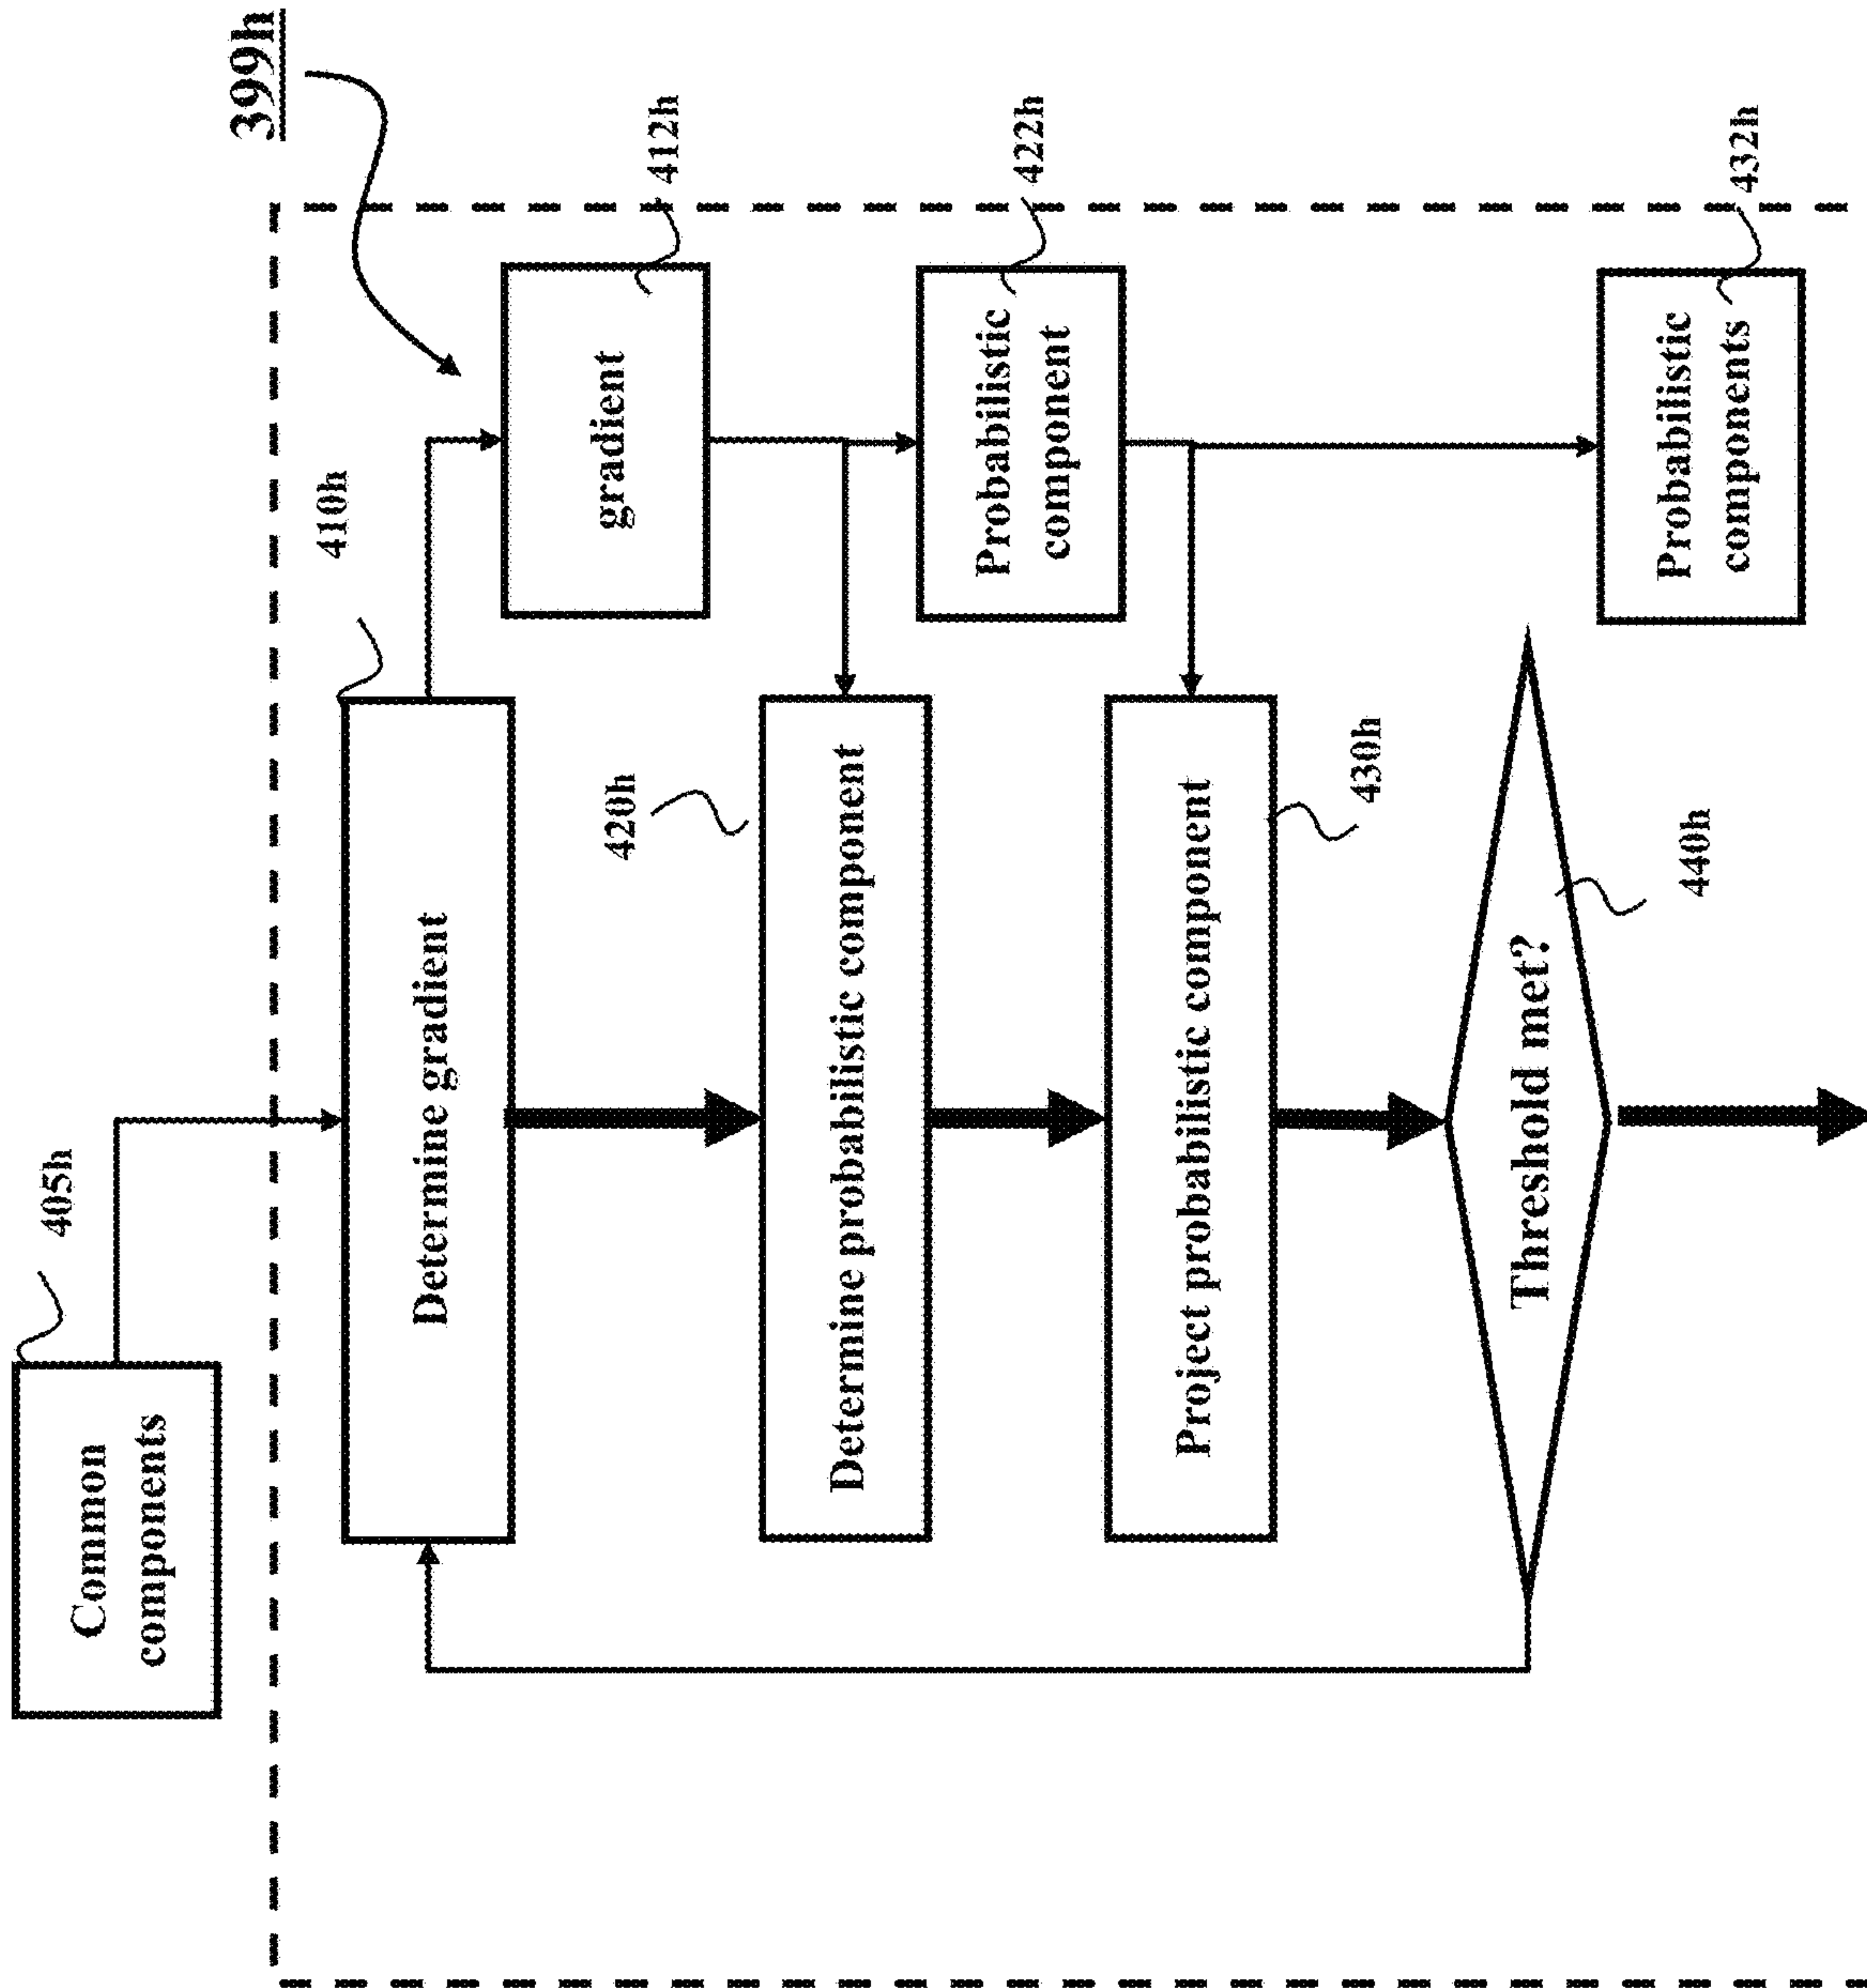 399h
Common
components
405h
Determine gradient
410h
gradient
412h
Determine probabilistic component
420h
Probabilistic
component
422h
Project probabilistic component
430h
Threshold met?
440h
Probabilistic
components
432h